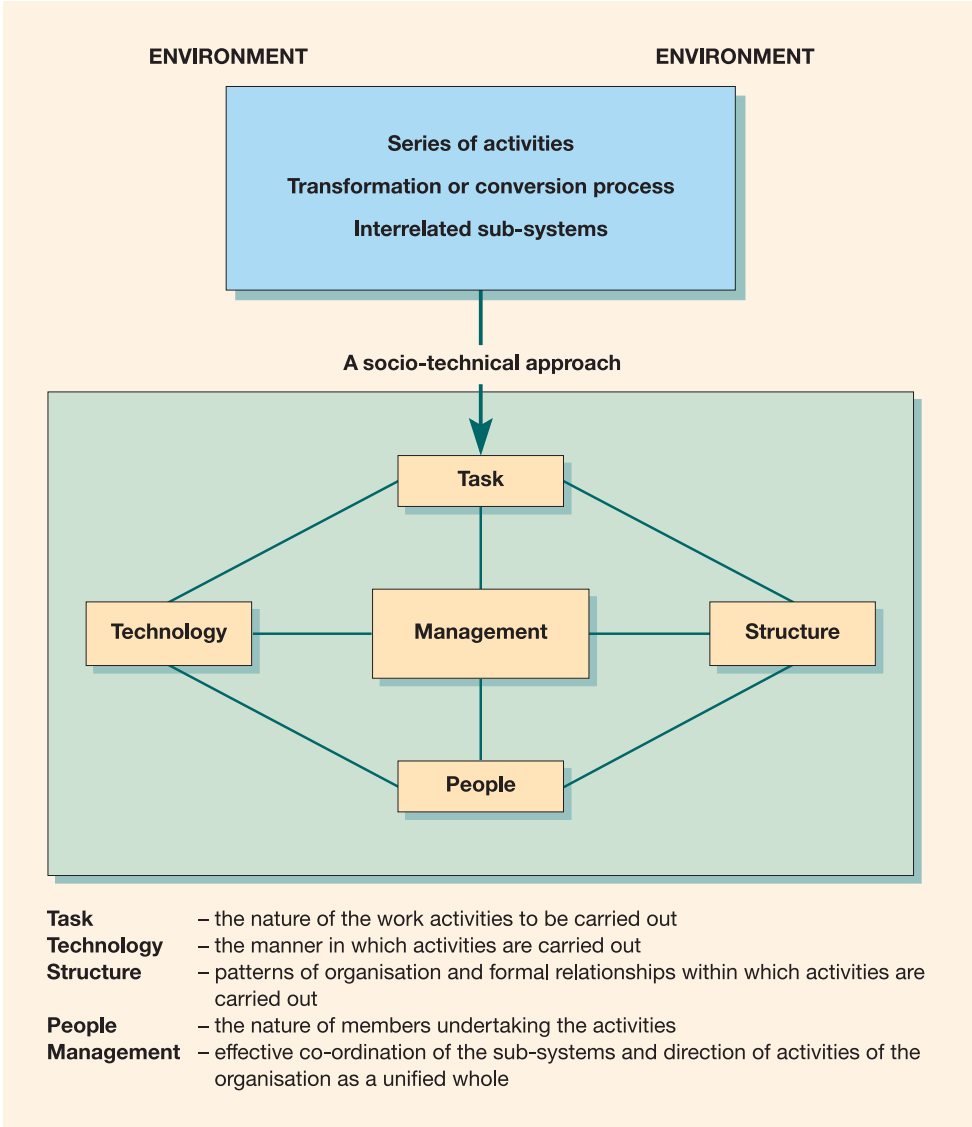 ENVIRONMENT ENVIRONMENT
Series of activities
Transformation or conversion process
Interrelated sub-systems
A socio-technical approach
Task
Technology Management Structure
People
Task – the nature of the work activities to be carried out
Technology – the manner in which activities are carried out
Structure – patterns of organisation and formal relationships within which activities are
carried out
People – the nature of members undertaking the activities
Management – effective co-ordination of the sub-systems and direction of activities of the
organisation as a unified whole